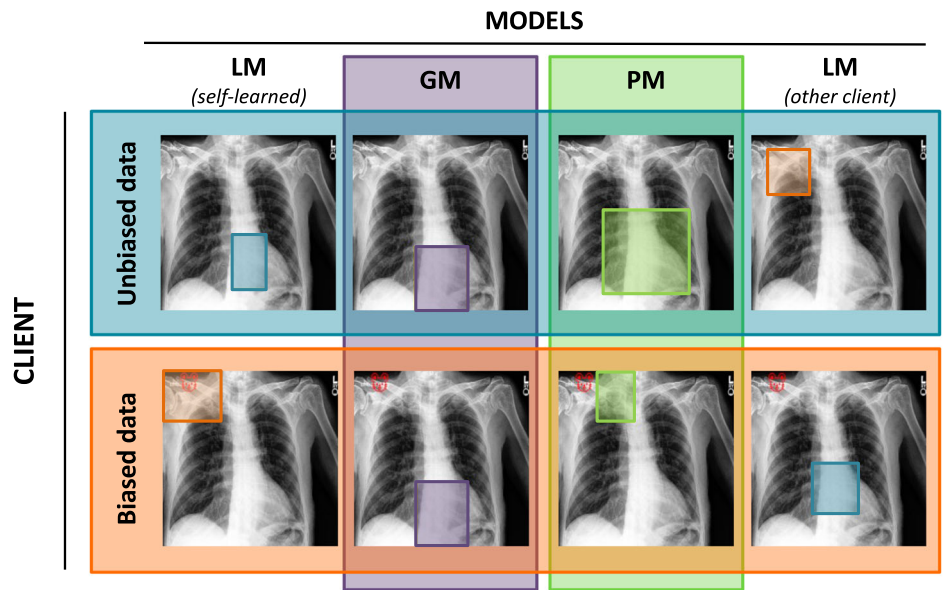 MODELS
LM
(self-learned)
GM
PM
LM
(other client)
CLIENT
Unbiased data
Biased data